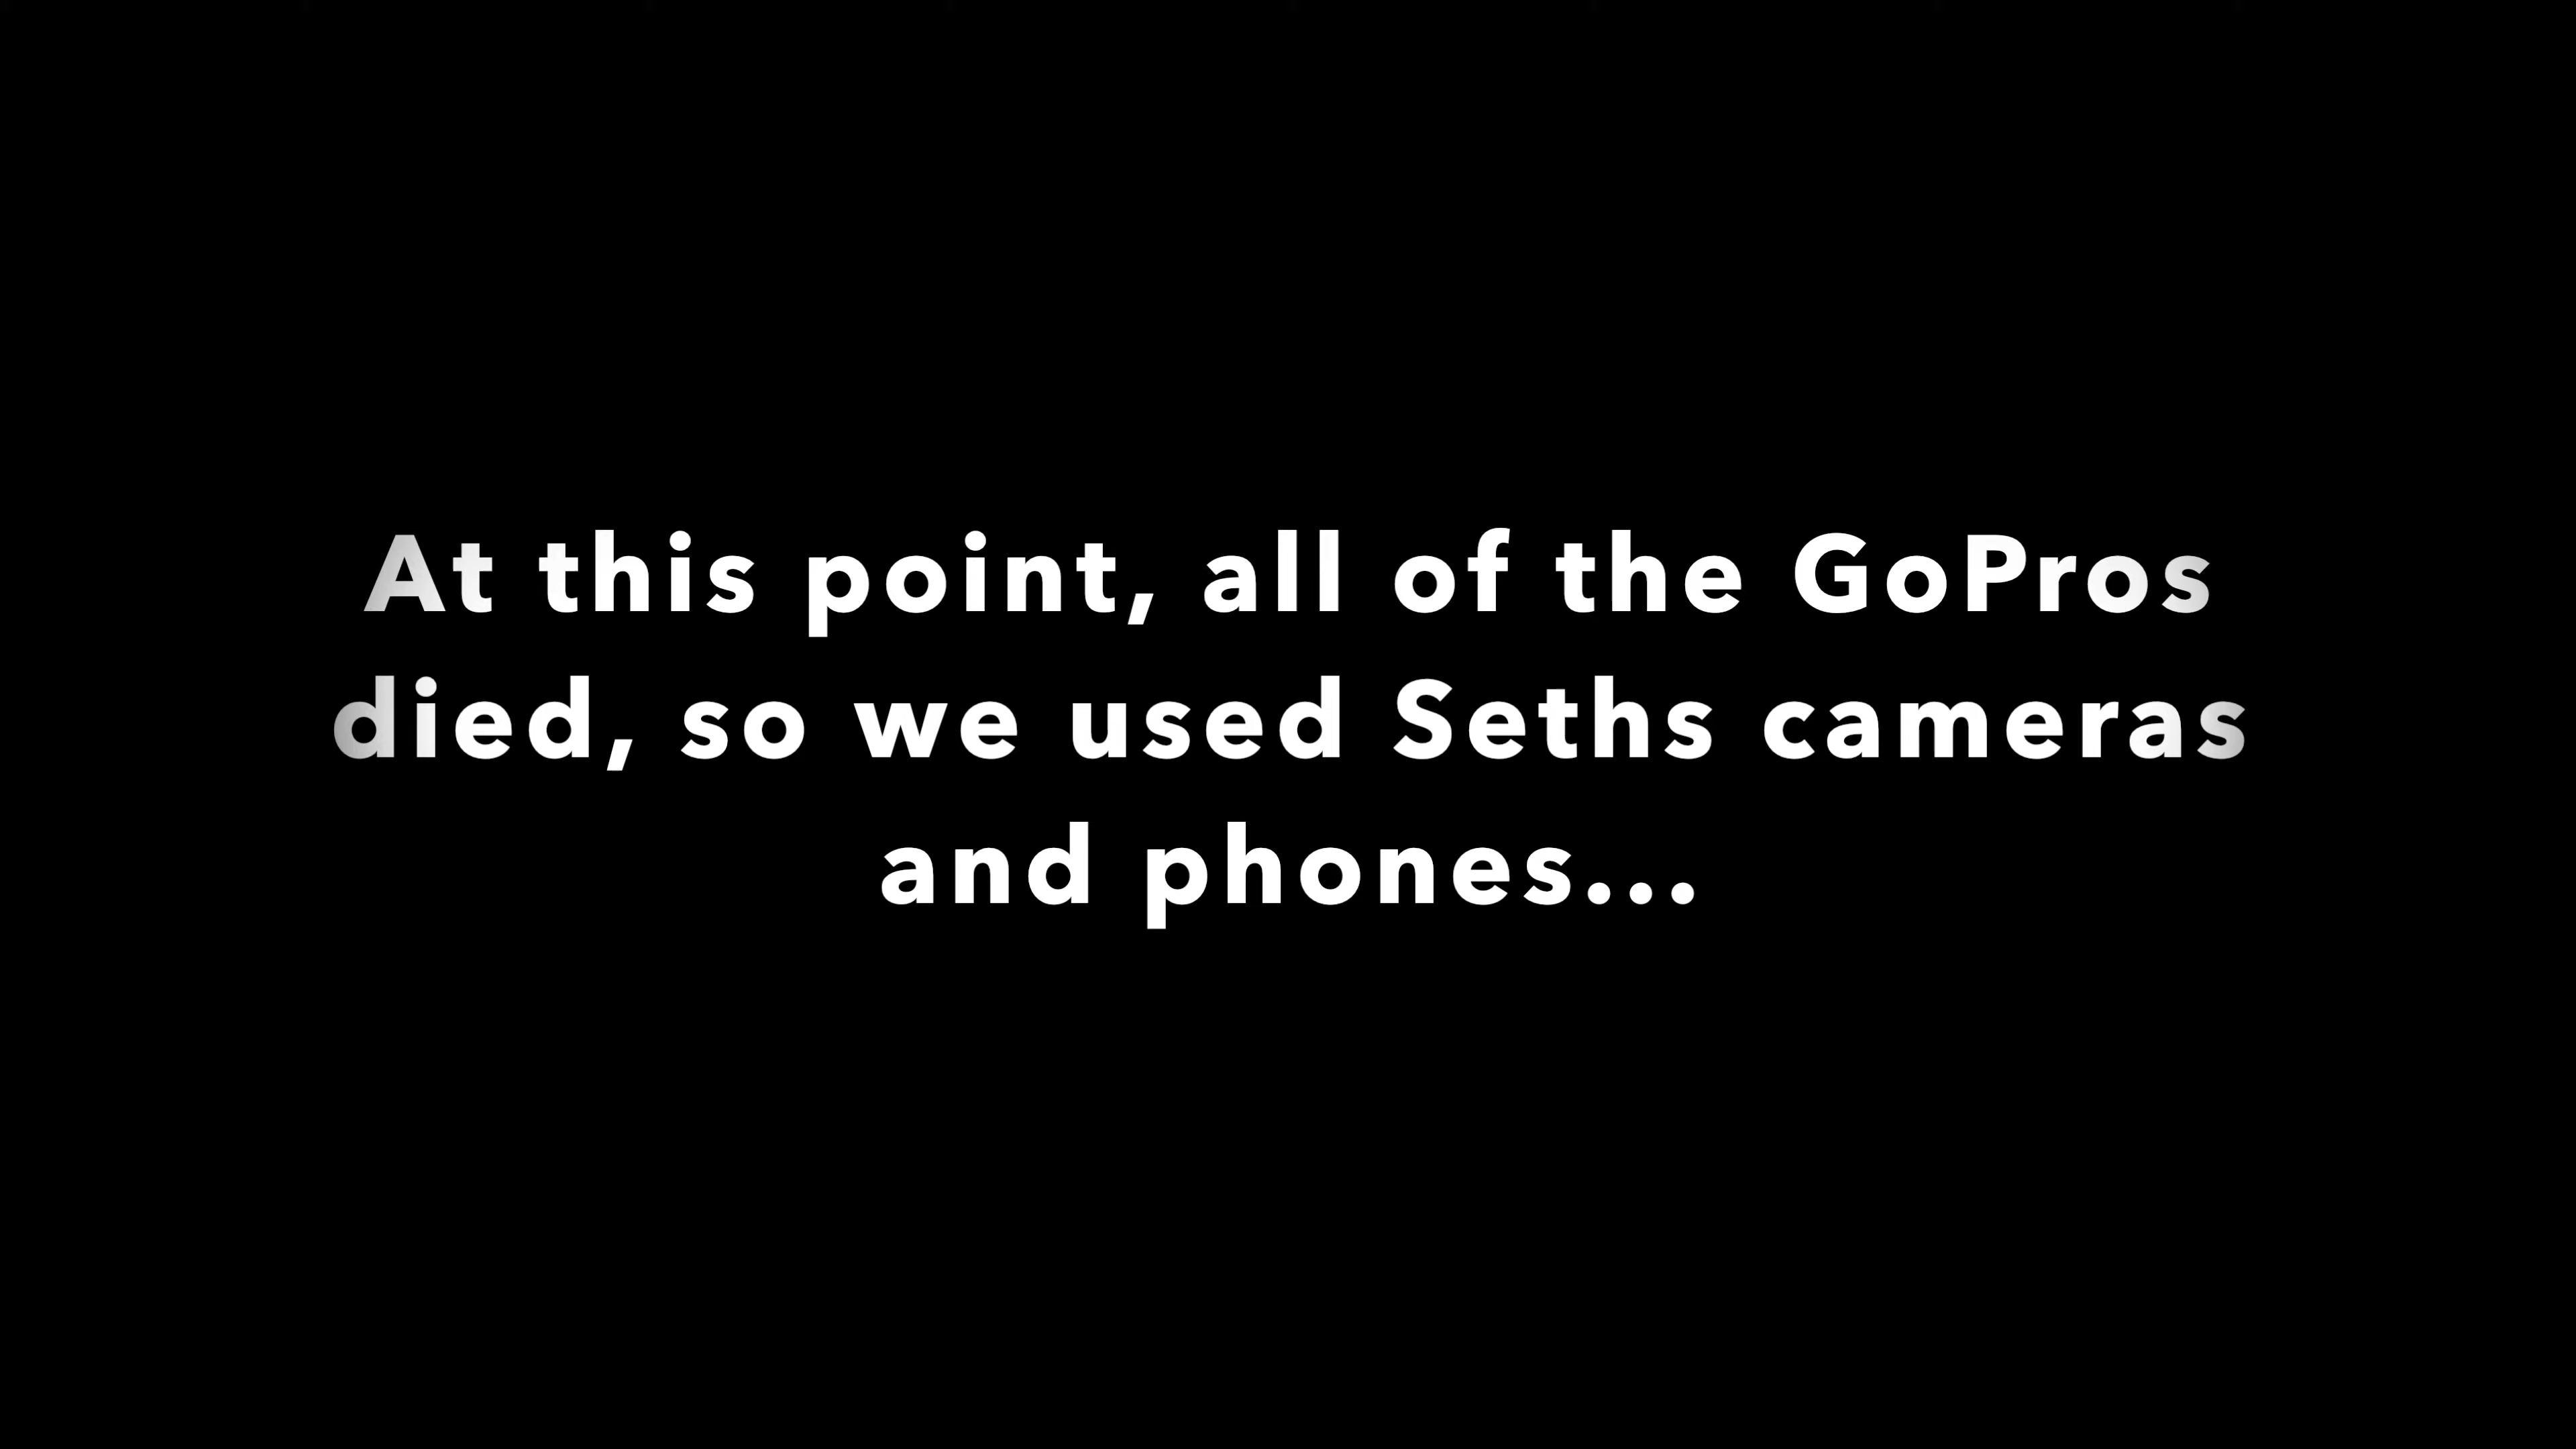 At this point, all of the GoPros
died, so we used Seths cameras
and phones...